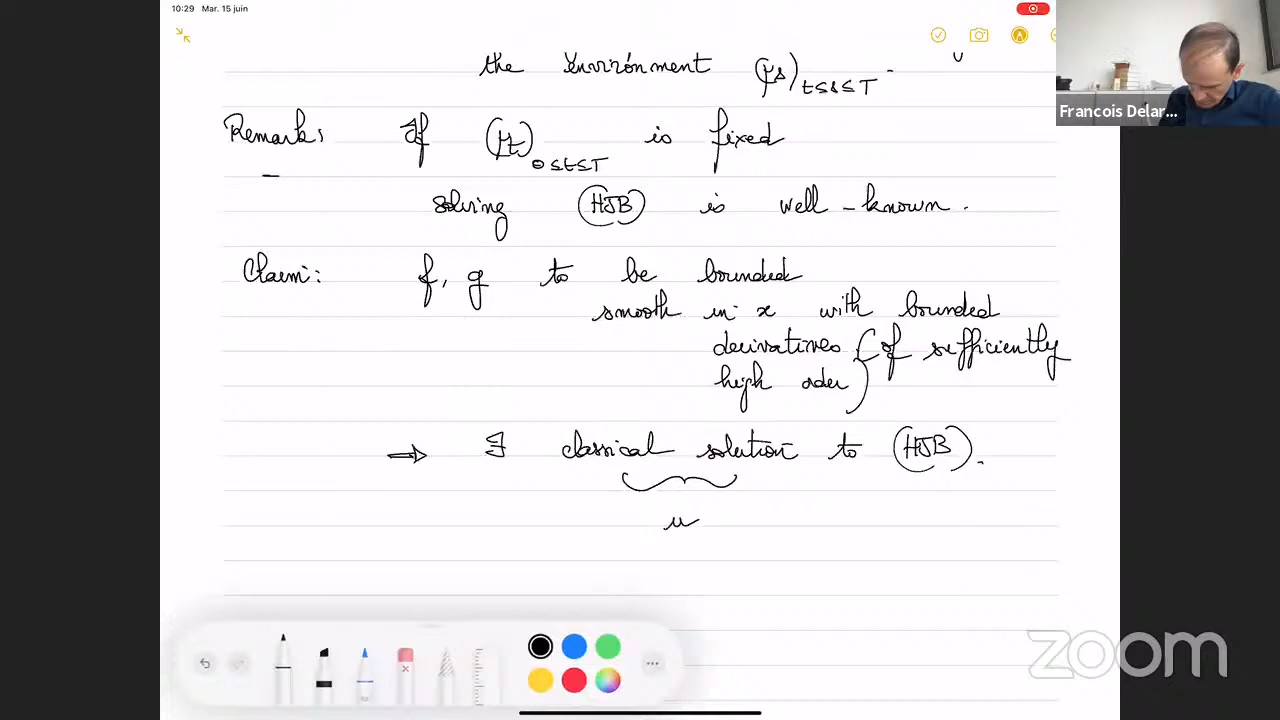 10:29 Mar. 15 juin
the environment (μs)t≤s≤T.
Remark: If (μt)0≤t≤T is fixed
solving (HJB) is well-known.
Claim: f, g to be bounded
smooth in x with bounded
derivatives (of sufficiently
high order)
⇒ ∃ classical solution to (HJB).
u
Francois Delar...
zoom